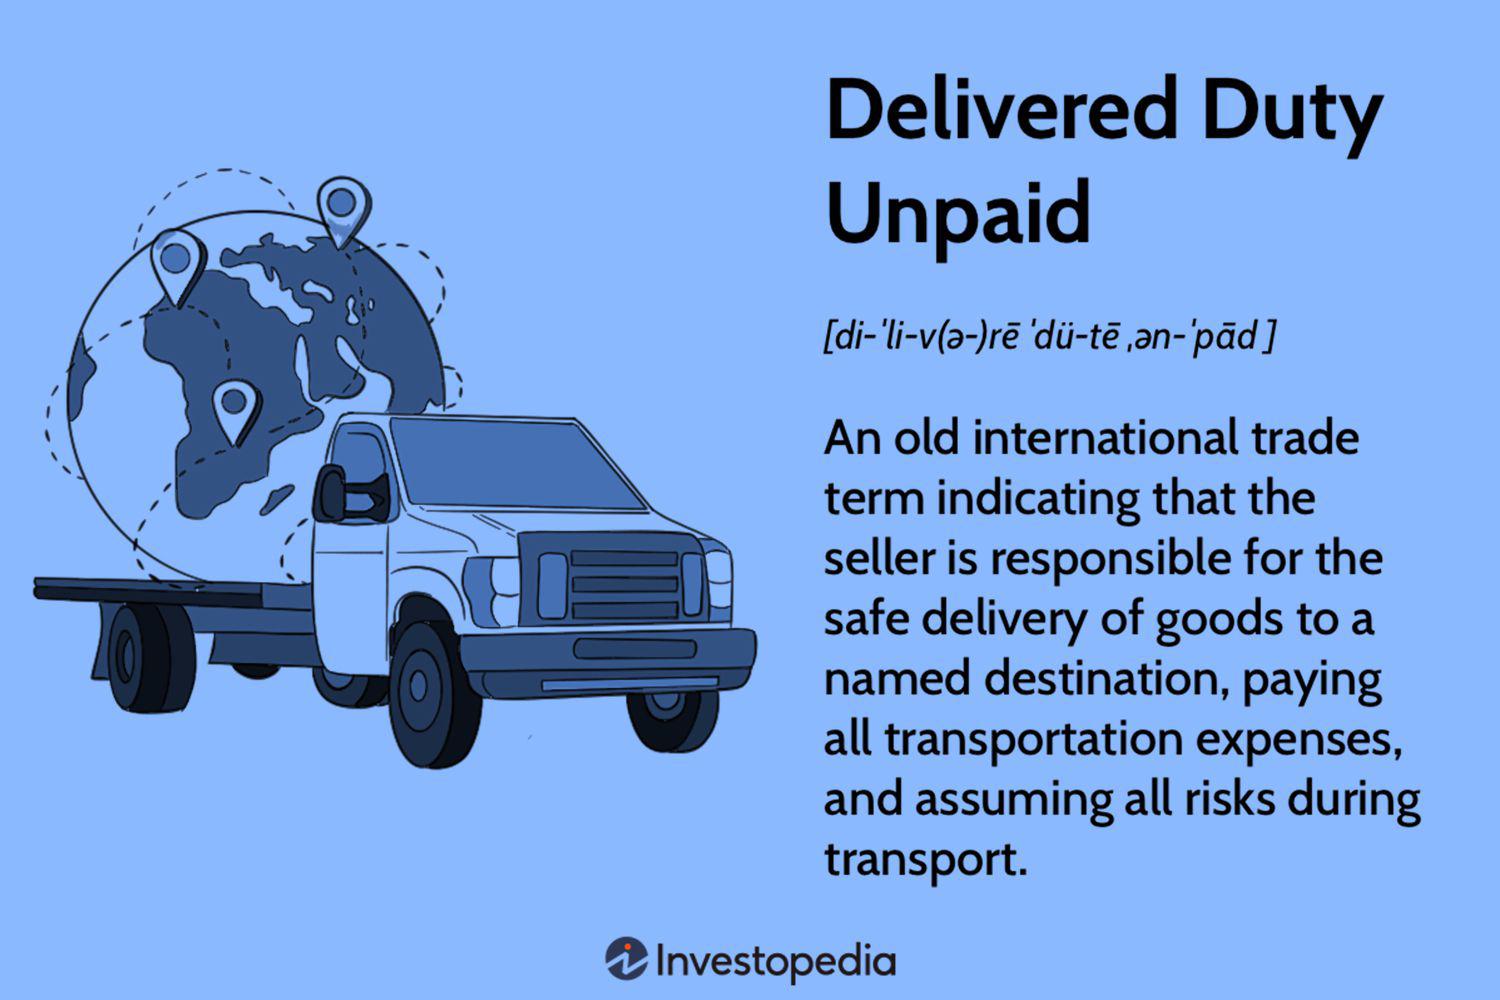 Delivered Duty
Unpaid
[di-ˈli-v(ə-)rē ˈdü-tē ˌən-ˈpād ]
An old international trade
term indicating that the
seller is responsible for the
safe delivery of goods to a
named destination, paying
all transportation expenses,
and assuming all risks during
transport.
Investopedia